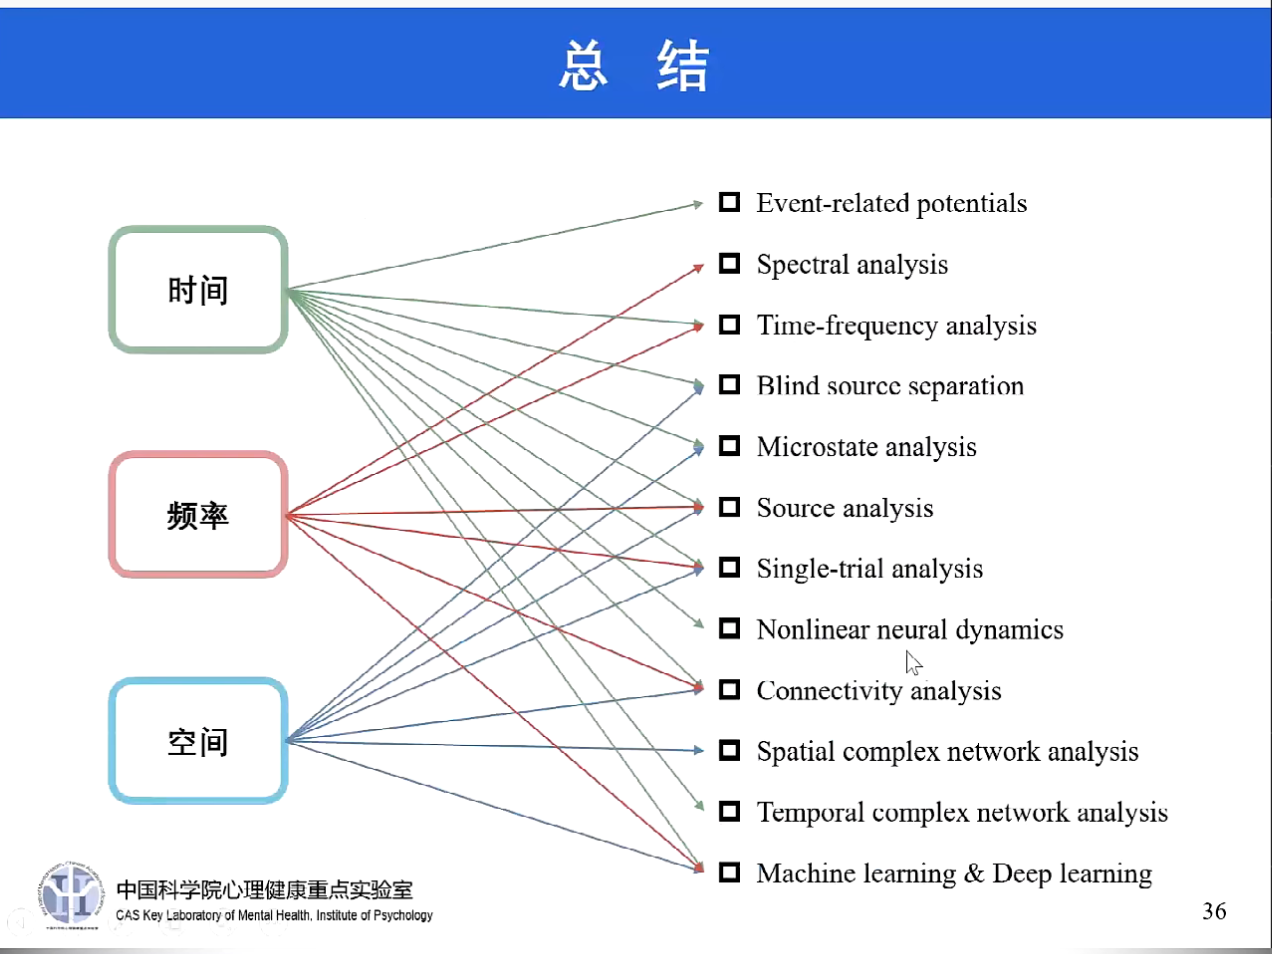 总 结
时间
频率
空间
Event-related potentials
Spectral analysis
Time-frequency analysis
Blind source separation
Microstate analysis
Source analysis
Single-trial analysis
Nonlinear neural dynamics
Connectivity analysis
Spatial complex network analysis
Temporal complex network analysis
Machine learning & Deep learning
中国科学院心理健康重点实验室
CAS Key Laboratory of Mental Health, Institute of Psychology
36